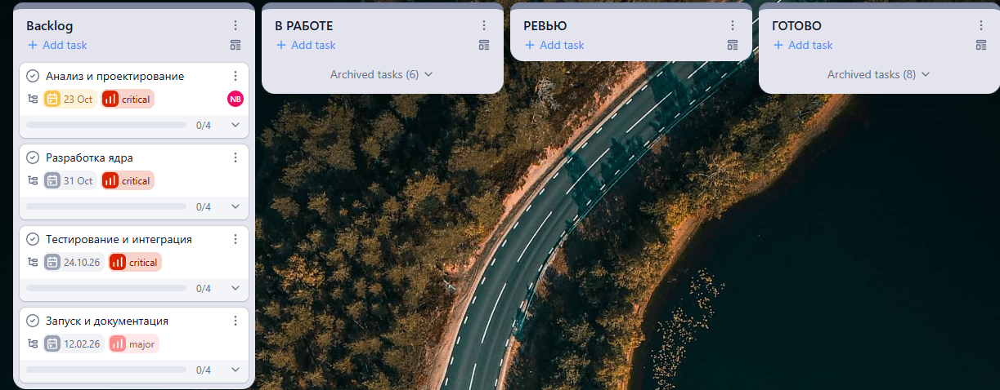 Backlog
+ Add task
Анализ и проектирование
23 Oct critical NB
0/4
Разработка ядра
31 Oct critical
0/4
Тестирование и интеграция
24.10.26 critical
0/4
Запуск и документация
12.02.26 major
0/4
В РАБОТЕ
+ Add task
Archived tasks (6)
РЕВЬЮ
+ Add task
ГОТОВО
+ Add task
Archived tasks (8)